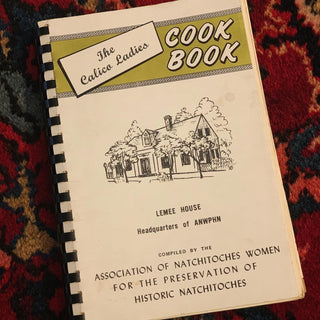 The
Calico Ladies
COOK
BOOK
LEMEE HOUSE
Headquarters of ANWPHN
COMPILED BY THE
ASSOCIATION OF NATCHITOCHES WOMEN
FOR THE PRESERVATION OF
HISTORIC NATCHITOCHES